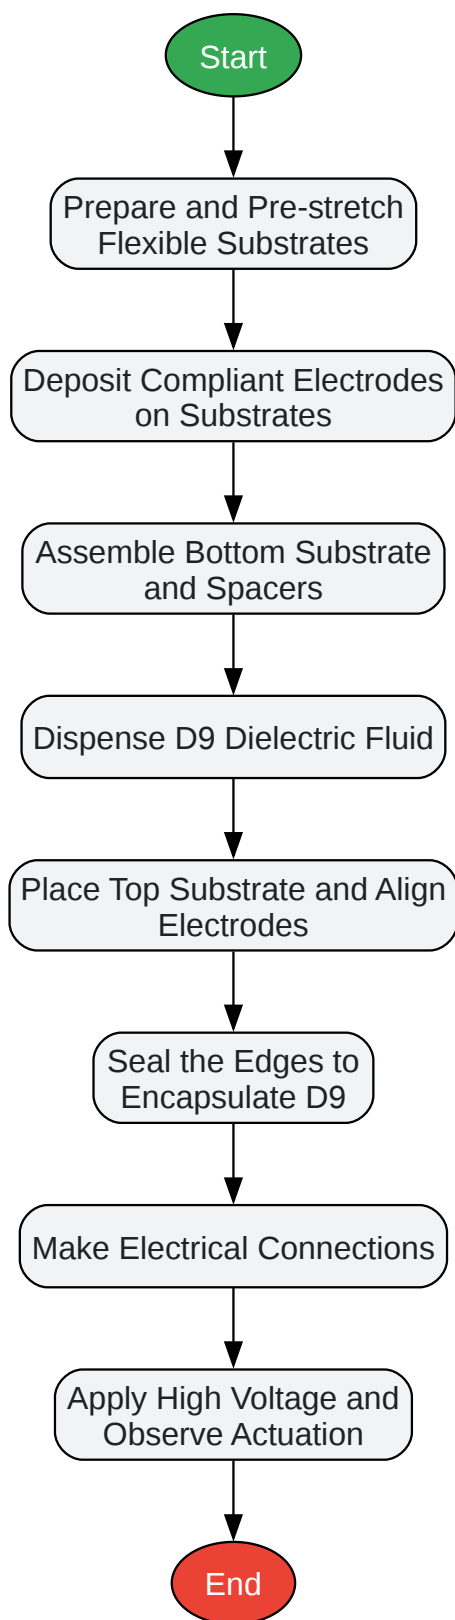 Start
Prepare and Pre-stretch
Flexible Substrates
Deposit Compliant Electrodes
on Substrates
Assemble Bottom Substrate
and Spacers
Dispense D9 Dielectric Fluid
Place Top Substrate and Align
Electrodes
Seal the Edges to
Encapsulate D9
Make Electrical Connections
Apply High Voltage and
Observe Actuation
End